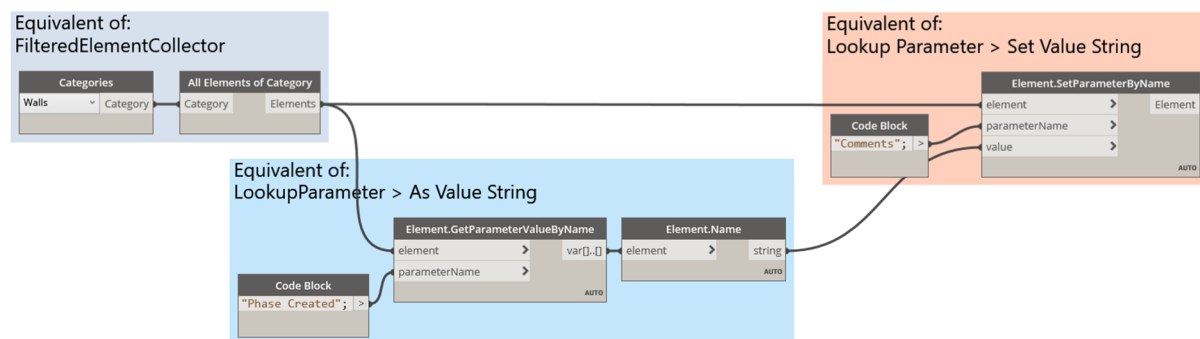 Equivalent of:
FilteredElementCollector
Categories
Walls
Category
All Elements of Category
Category
Elements
Equivalent of:
LookupParameter > As Value String
Code Block
"Phase Created";
>
Element.GetParameterValueByName
element >
var[]..[]
parameterName >
AUTO
Element.Name
element >
string
AUTO
Equivalent of:
Lookup Parameter > Set Value String
Code Block
"Comments";
>
Element.SetParameterByName
element >
Element
parameterName >
value >
AUTO